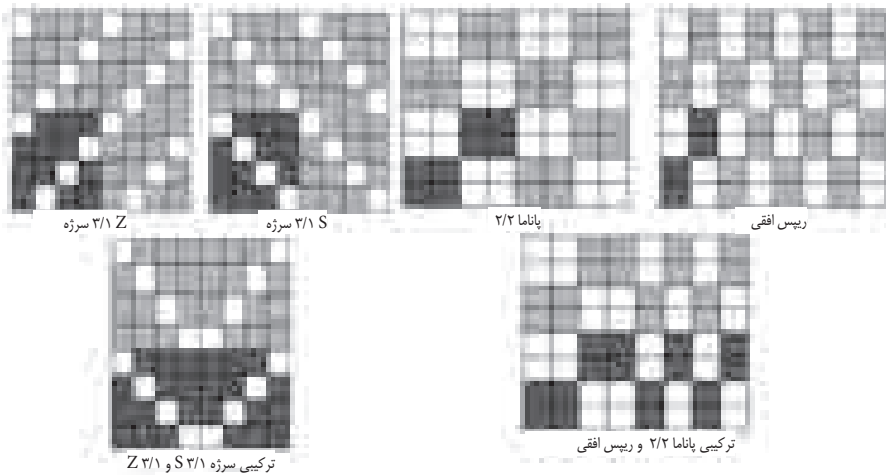 ریپس افقی
پاناما ۲/۲
S ۳/۱ سرژه
Z ۳/۱ سرژه
ترکیبی پاناما ۲/۲ و ریپس افقی
ترکیبی سرژه ۳/۱ S و ۳/۱ Z